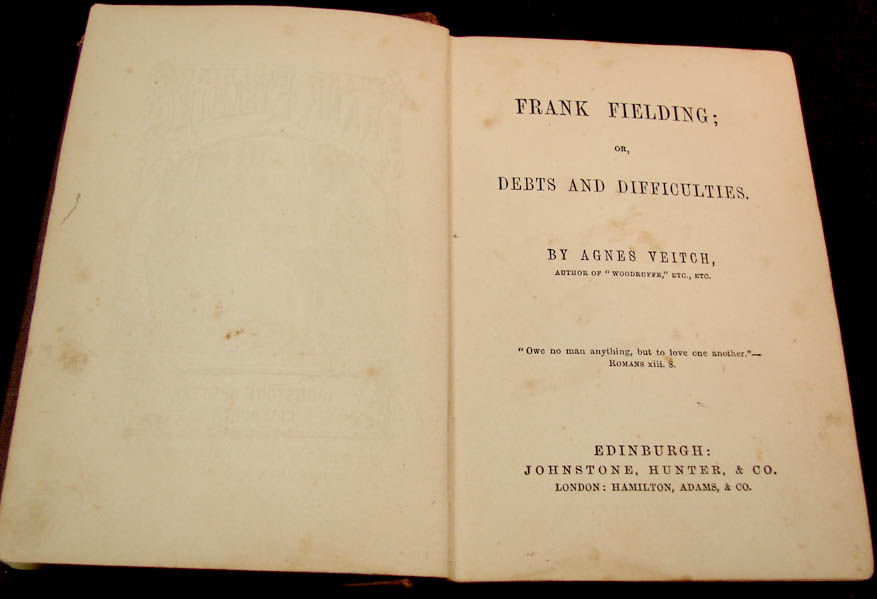 FRANK FIELDING;
OR,
DEBTS AND DIFFICULTIES.
BY AGNES VEITCH,
AUTHOR OF "WOODRUFFE," ETC., ETC.
"Owe no man anything, but to love one another."—
ROMANS xiii. 8.
EDINBURGH:
JOHNSTONE, HUNTER, & CO.
LONDON: HAMILTON, ADAMS, & CO.